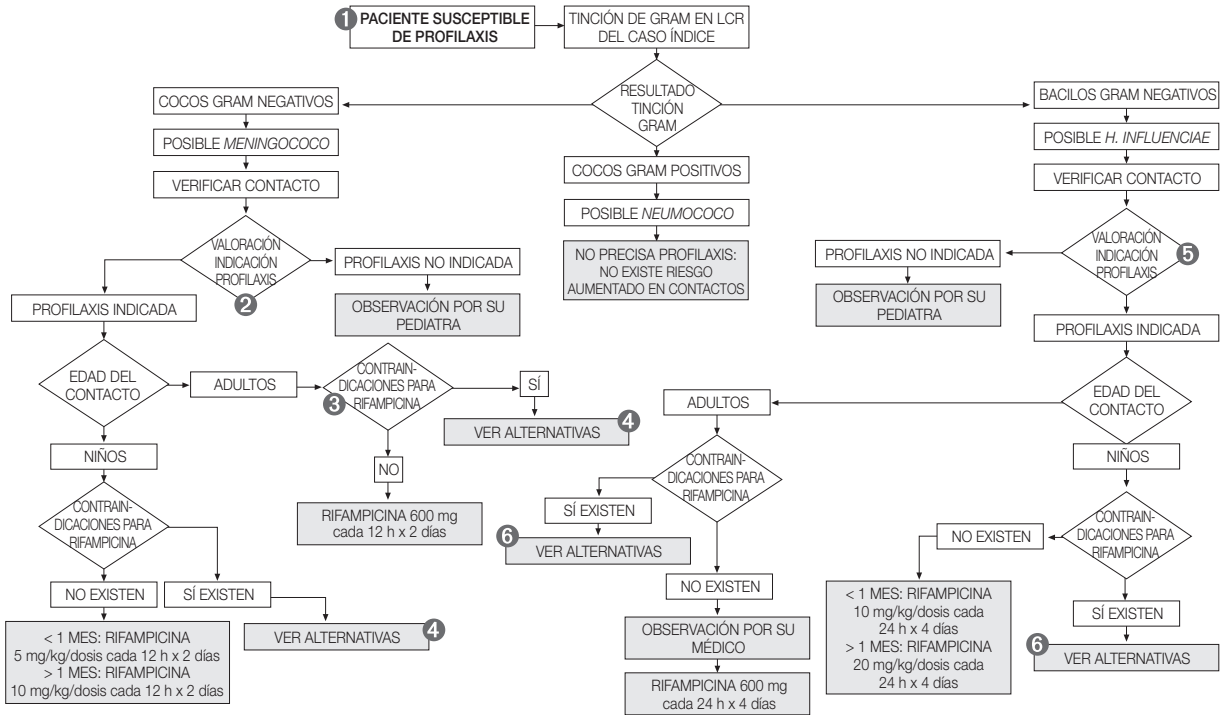 1 PACIENTE SUSCEPTIBLE
DE PROFILAXIS
TINCIÓN DE GRAM EN LCR
DEL CASO ÍNDICE
RESULTADO
TINCIÓN
GRAM
COCOS GRAM NEGATIVOS
POSIBLE MENINGOCOCO
VERIFICAR CONTACTO
VALORACIÓN
INDICACIÓN
PROFILAXIS
2
PROFILAXIS NO INDICADA
OBSERVACIÓN POR SU
PEDIATRA
PROFILAXIS INDICADA
EDAD DEL
CONTACTO
ADULTOS
CONTRAIN-
DICACIONES PARA
3 RIFAMPICINA
SÍ
VER ALTERNATIVAS 4
NO
RIFAMPICINA 600 mg
cada 12 h x 2 días
NIÑOS
CONTRAIN-
DICACIONES PARA
RIFAMPICINA
NO EXISTEN
< 1 MES: RIFAMPICINA
5 mg/kg/dosis cada 12 h x 2 días
> 1 MES: RIFAMPICINA
10 mg/kg/dosis cada 12 h x 2 días
SÍ EXISTEN
VER ALTERNATIVAS 4
COCOS GRAM POSITIVOS
POSIBLE NEUMOCOCO
NO PRECISA PROFILAXIS:
NO EXISTE RIESGO
AUMENTADO EN CONTACTOS
BACILOS GRAM NEGATIVOS
POSIBLE H. INFLUENCIAE
VERIFICAR CONTACTO
VALORACIÓN
INDICACIÓN 5
PROFILAXIS
PROFILAXIS NO INDICADA
OBSERVACIÓN POR SU
PEDIATRA
PROFILAXIS INDICADA
EDAD DEL
CONTACTO
ADULTOS
CONTRAIN-
DICACIONES PARA
RIFAMPICINA
SÍ EXISTEN
6 VER ALTERNATIVAS
NO EXISTEN
OBSERVACIÓN POR SU
MÉDICO
RIFAMPICINA 600 mg
cada 24 h x 4 días
NIÑOS
CONTRAIN-
DICACIONES PARA
RIFAMPICINA
NO EXISTEN
< 1 MES: RIFAMPICINA
10 mg/kg/dosis cada
24 h x 4 días
> 1 MES: RIFAMPICINA
20 mg/kg/dosis cada
24 h x 4 días
SÍ EXISTEN
6 VER ALTERNATIVAS